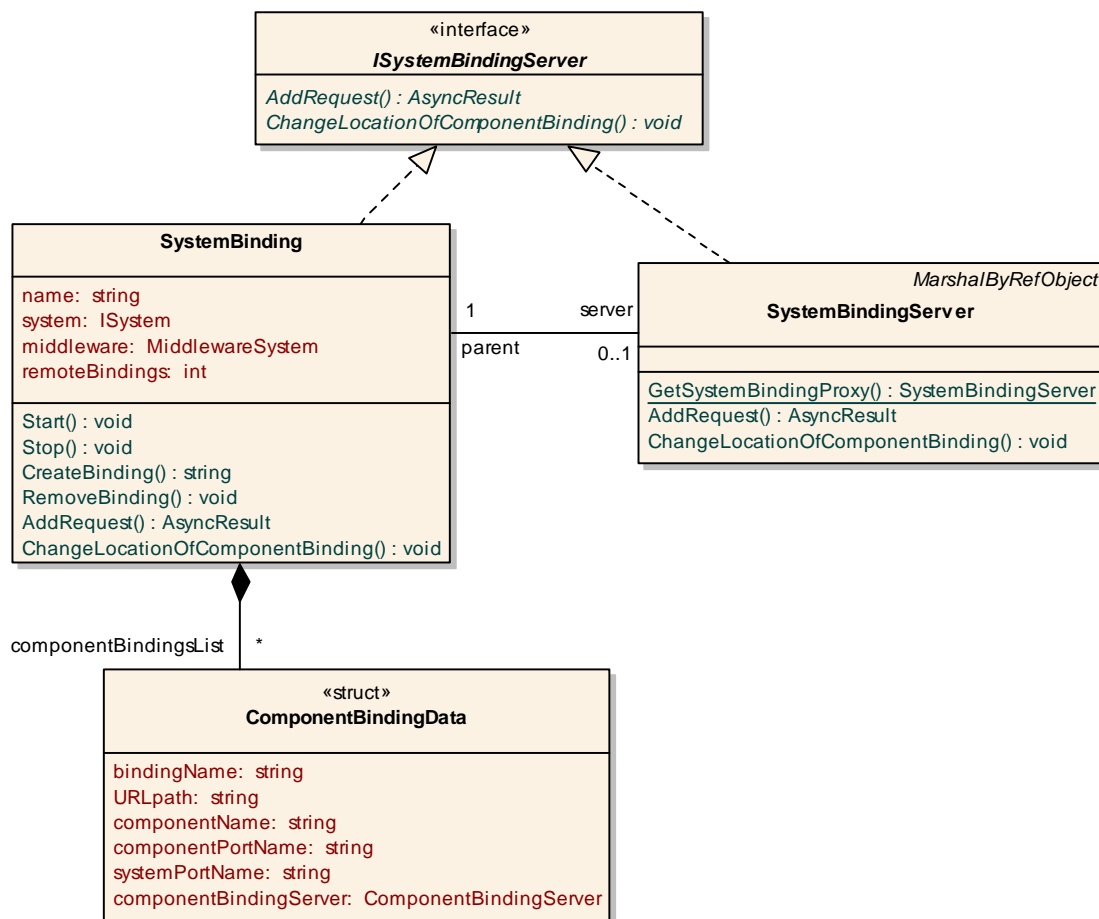 «interface»
ISystemBindingServer
AddRequest() : AsyncResult
ChangeLocationOfComponentBinding() : void
SystemBinding
name: string
system: ISystem
middleware: MiddlewareSystem
remoteBindings: int
Start() : void
Stop() : void
CreateBinding() : string
RemoveBinding() : void
AddRequest() : AsyncResult
ChangeLocationOfComponentBinding() : void
1
parent
server
0..1
MarshalByRefObject
SystemBindingServer
GetSystemBindingProxy() : SystemBindingServer
AddRequest() : AsyncResult
ChangeLocationOfComponentBinding() : void
componentBindingsList
*
«struct»
ComponentBindingData
bindingName: string
URLpath: string
componentName: string
componentPortName: string
systemPortName: string
componentBindingServer: ComponentBindingServer